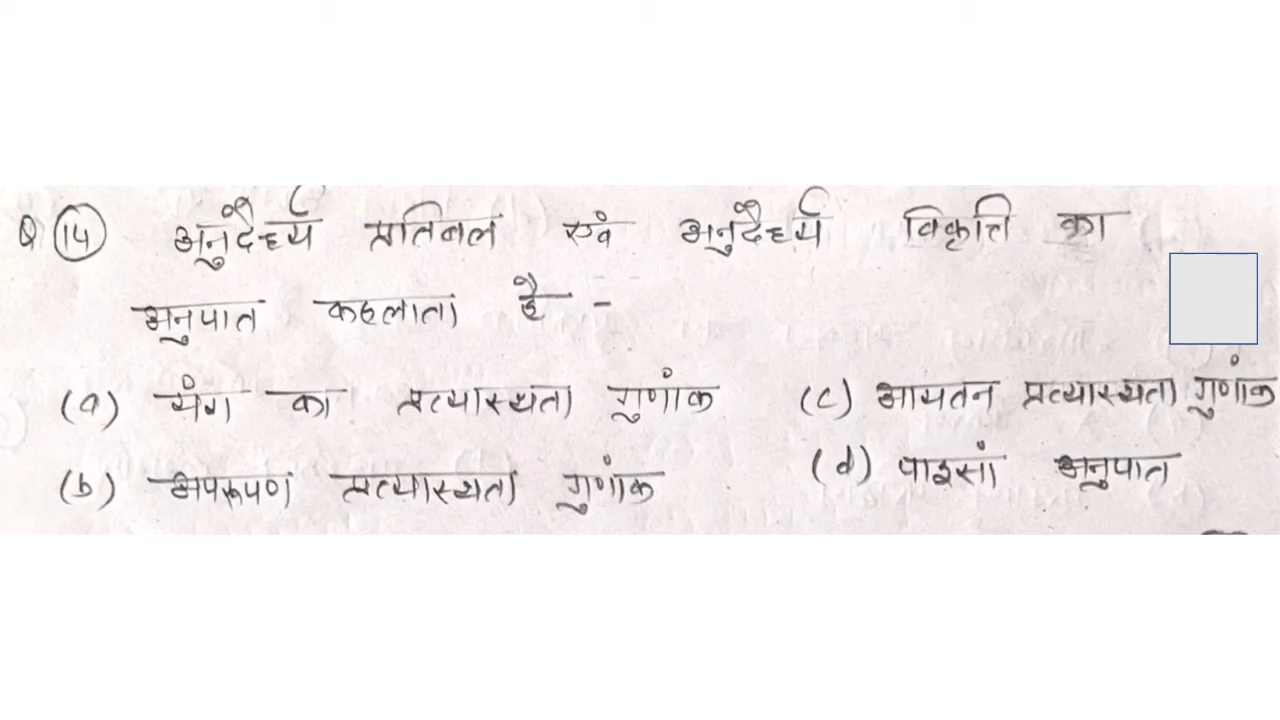 Q (14) अनुदैर्ध्य प्रतिबल एवं अनुदैर्ध्य विकृति का
अनुपात कहलाता है -
(a) यंग का प्रत्यास्थता गुणांक
(b) अपरूपण प्रत्यास्थता गुणांक
(c) आयतन प्रत्यास्थता गुणांक
(d) पाइसां अनुपात